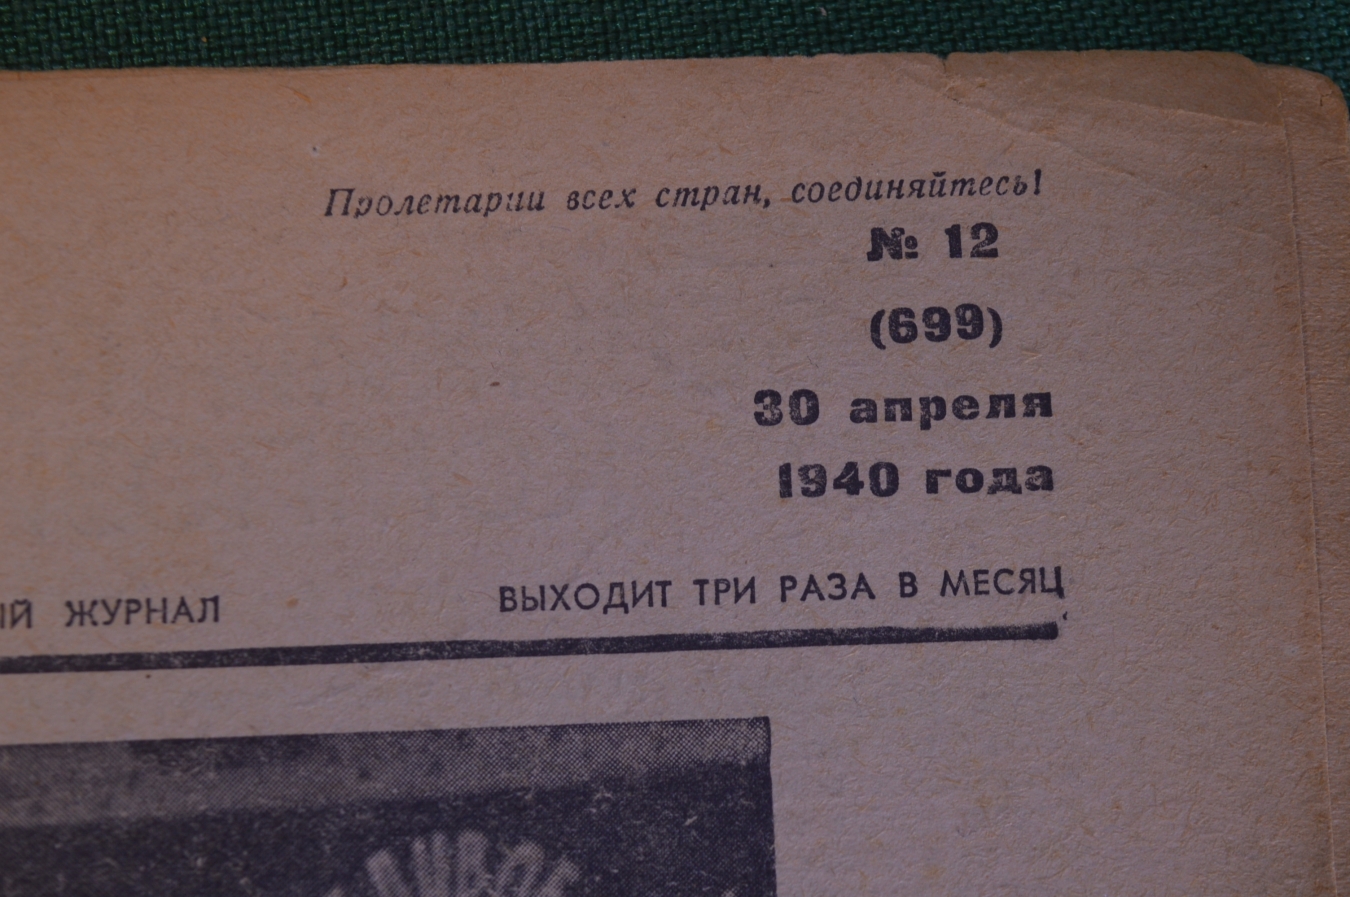 Пролетарии всех стран, соединяйтесь!
№ 12
(699)
30 апреля
1940 года
ЖУРНАЛ ВЫХОДИТ ТРИ РАЗА В МЕСЯЦ